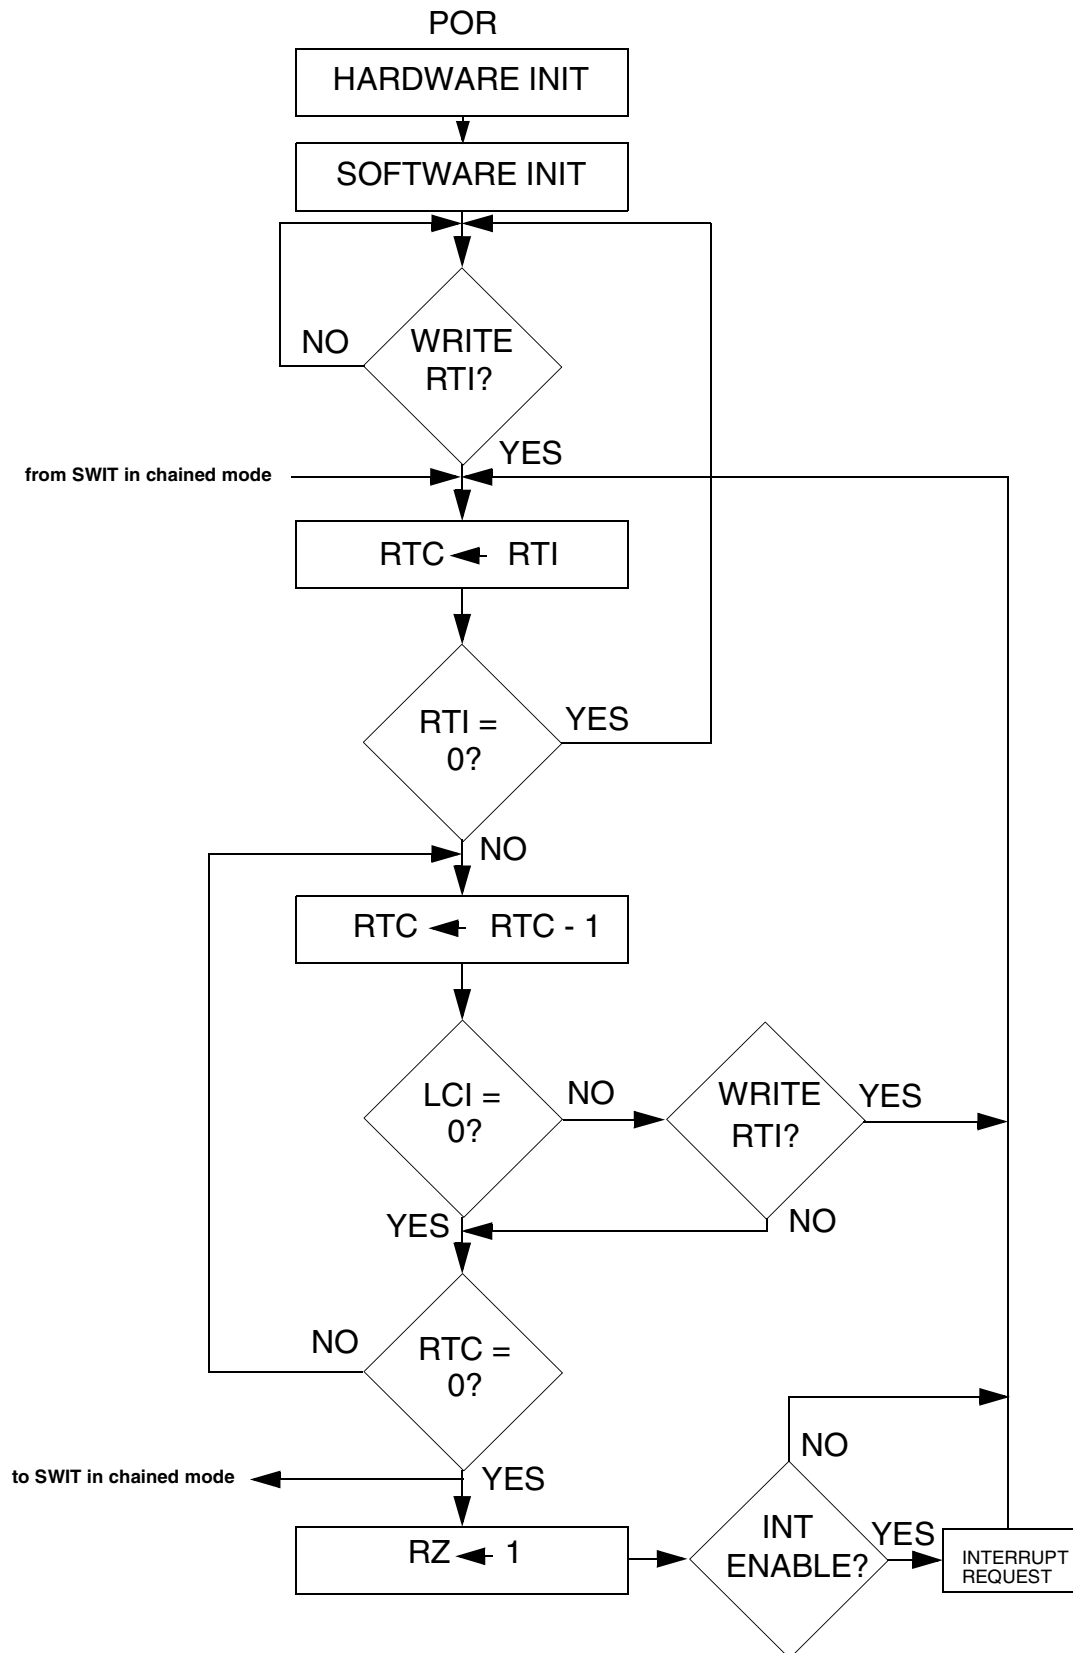 POR
HARDWARE INIT
SOFTWARE INIT
NO
WRITE
RTI?
YES
from SWIT in chained mode
RTC RTI
RTI =
0?
YES
NO
RTC RTC - 1
LCI =
0?
NO
WRITE
RTI?
YES
YES
NO
NO
RTC =
0?
to SWIT in chained mode
YES
NO
RZ 1
INT
ENABLE?
YES
INTERRUPT
REQUEST